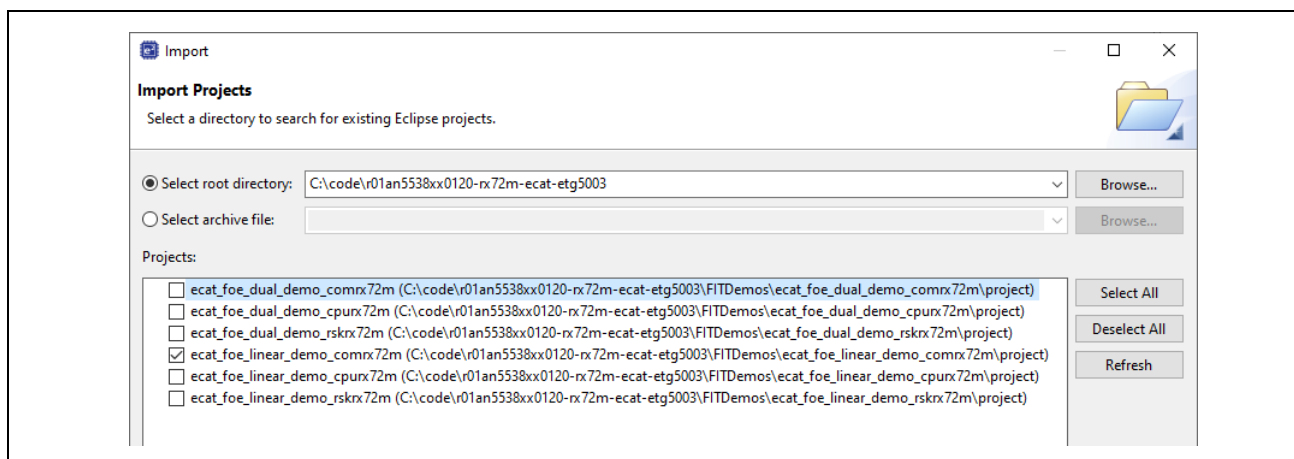 Import
Import Projects
Select a directory to search for existing Eclipse projects.
Select root directory: C:\code\r01an5538xx0120-rx72m-ecat-etg5003 Browse...
Select archive file: Browse...
Projects:
ecat_foe_dual_demo_comrx72m (C:\code\r01an5538xx0120-rx72m-ecat-etg5003\FITDemos\ecat_foe_dual_demo_comrx72m\project) Select All
ecat_foe_dual_demo_cpurx72m (C:\code\r01an5538xx0120-rx72m-ecat-etg5003\FITDemos\ecat_foe_dual_demo_cpurx72m\project)
ecat_foe_dual_demo_rskrx72m (C:\code\r01an5538xx0120-rx72m-ecat-etg5003\FITDemos\ecat_foe_dual_demo_rskrx72m\project) Deselect All
ecat_foe_linear_demo_comrx72m (C:\code\r01an5538xx0120-rx72m-ecat-etg5003\FITDemos\ecat_foe_linear_demo_comrx72m\project)
ecat_foe_linear_demo_cpurx72m (C:\code\r01an5538xx0120-rx72m-ecat-etg5003\FITDemos\ecat_foe_linear_demo_cpurx72m\project) Refresh
ecat_foe_linear_demo_rskrx72m (C:\code\r01an5538xx0120-rx72m-ecat-etg5003\FITDemos\ecat_foe_linear_demo_rskrx72m\project)